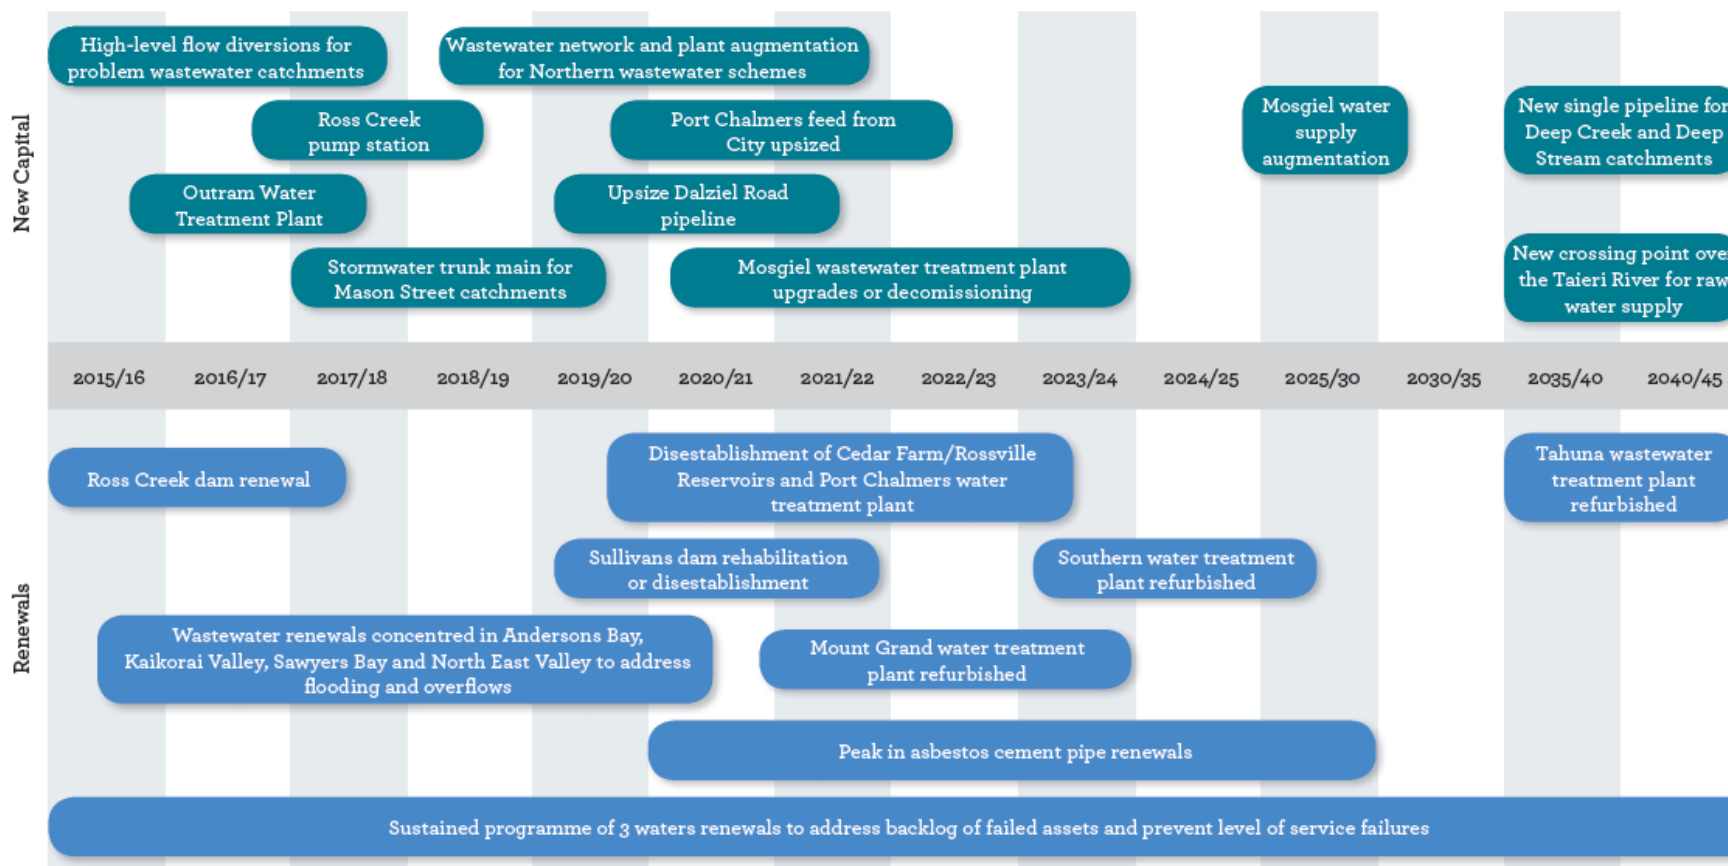 New Capital
High-level flow diversions for
problem wastewater catchments
Wastewater network and plant augmentation
for Northern wastewater schemes
Ross Creek
pump station
Port Chalmers feed from
City upsized
Mosgiel water
supply
augmentation
New single pipeline for
Deep Creek and Deep
Stream catchments
Outram Water
Treatment Plant
Upsize Dalziel Road
pipeline
Stormwater trunk main for
Mason Street catchments
Mosgiel wastewater treatment plant
upgrades or decomissioning
New crossing point over
the Taieri River for raw
water supply
2015/16 2016/17 2017/18 2018/19 2019/20 2020/21 2021/22 2022/23 2023/24 2024/25 2025/30 2030/35 2035/40 2040/45
Renewals
Ross Creek dam renewal
Disestablishment of Cedar Farm/Rossville
Reservoirs and Port Chalmers water
treatment plant
Tahuna wastewater
treatment plant
refurbished
Sullivans dam rehabilitation
or disestablishment
Southern water treatment
plant refurbished
Wastewater renewals concentred in Andersons Bay,
Kaikorai Valley, Sawyers Bay and North East Valley to address
flooding and overflows
Mount Grand water treatment
plant refurbished
Peak in asbestos cement pipe renewals
Sustained programme of 3 waters renewals to address backlog of failed assets and prevent level of service failures